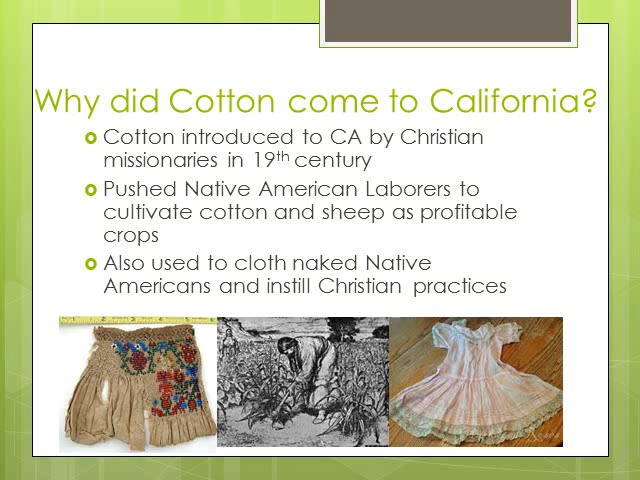 Why did Cotton come to California?
Cotton introduced to CA by Christian
missionaries in 19th century
Pushed Native American Laborers to
cultivate cotton and sheep as profitable
crops
Also used to cloth naked Native
Americans and instill Christian practices